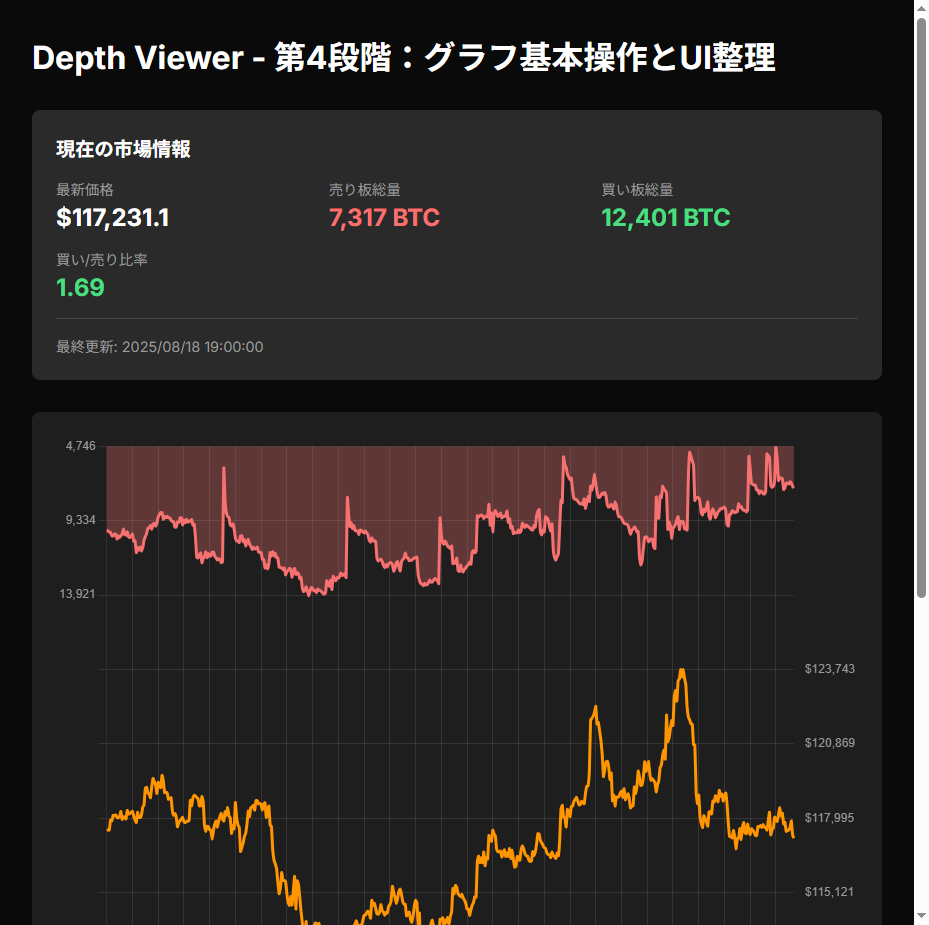 Depth Viewer - 第4段階：グラフ基本操作とUI整理
現在の市場情報
最新価格
$117,231.1
売り板総量
7,317 BTC
買い板総量
12,401 BTC
買い/売り比率
1.69
最終更新: 2025/08/18 19:00:00
4,746
9,334
13,921
$123,743
$120,869
$117,995
$115,121